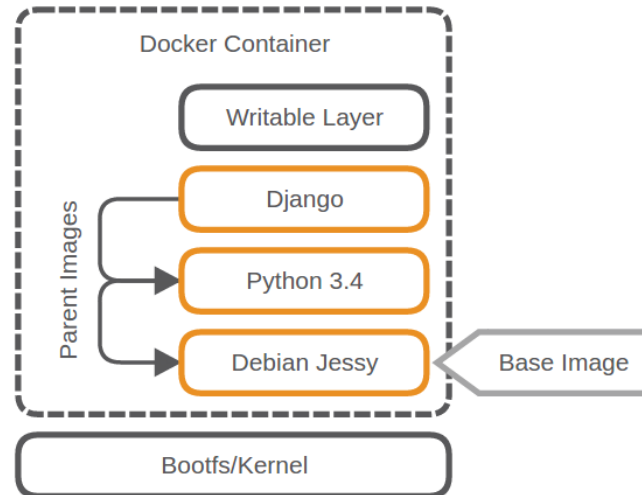 Docker Container
Writable Layer
Django
Parent Images
Python 3.4
Debian Jessy
Base Image
Bootfs/Kernel